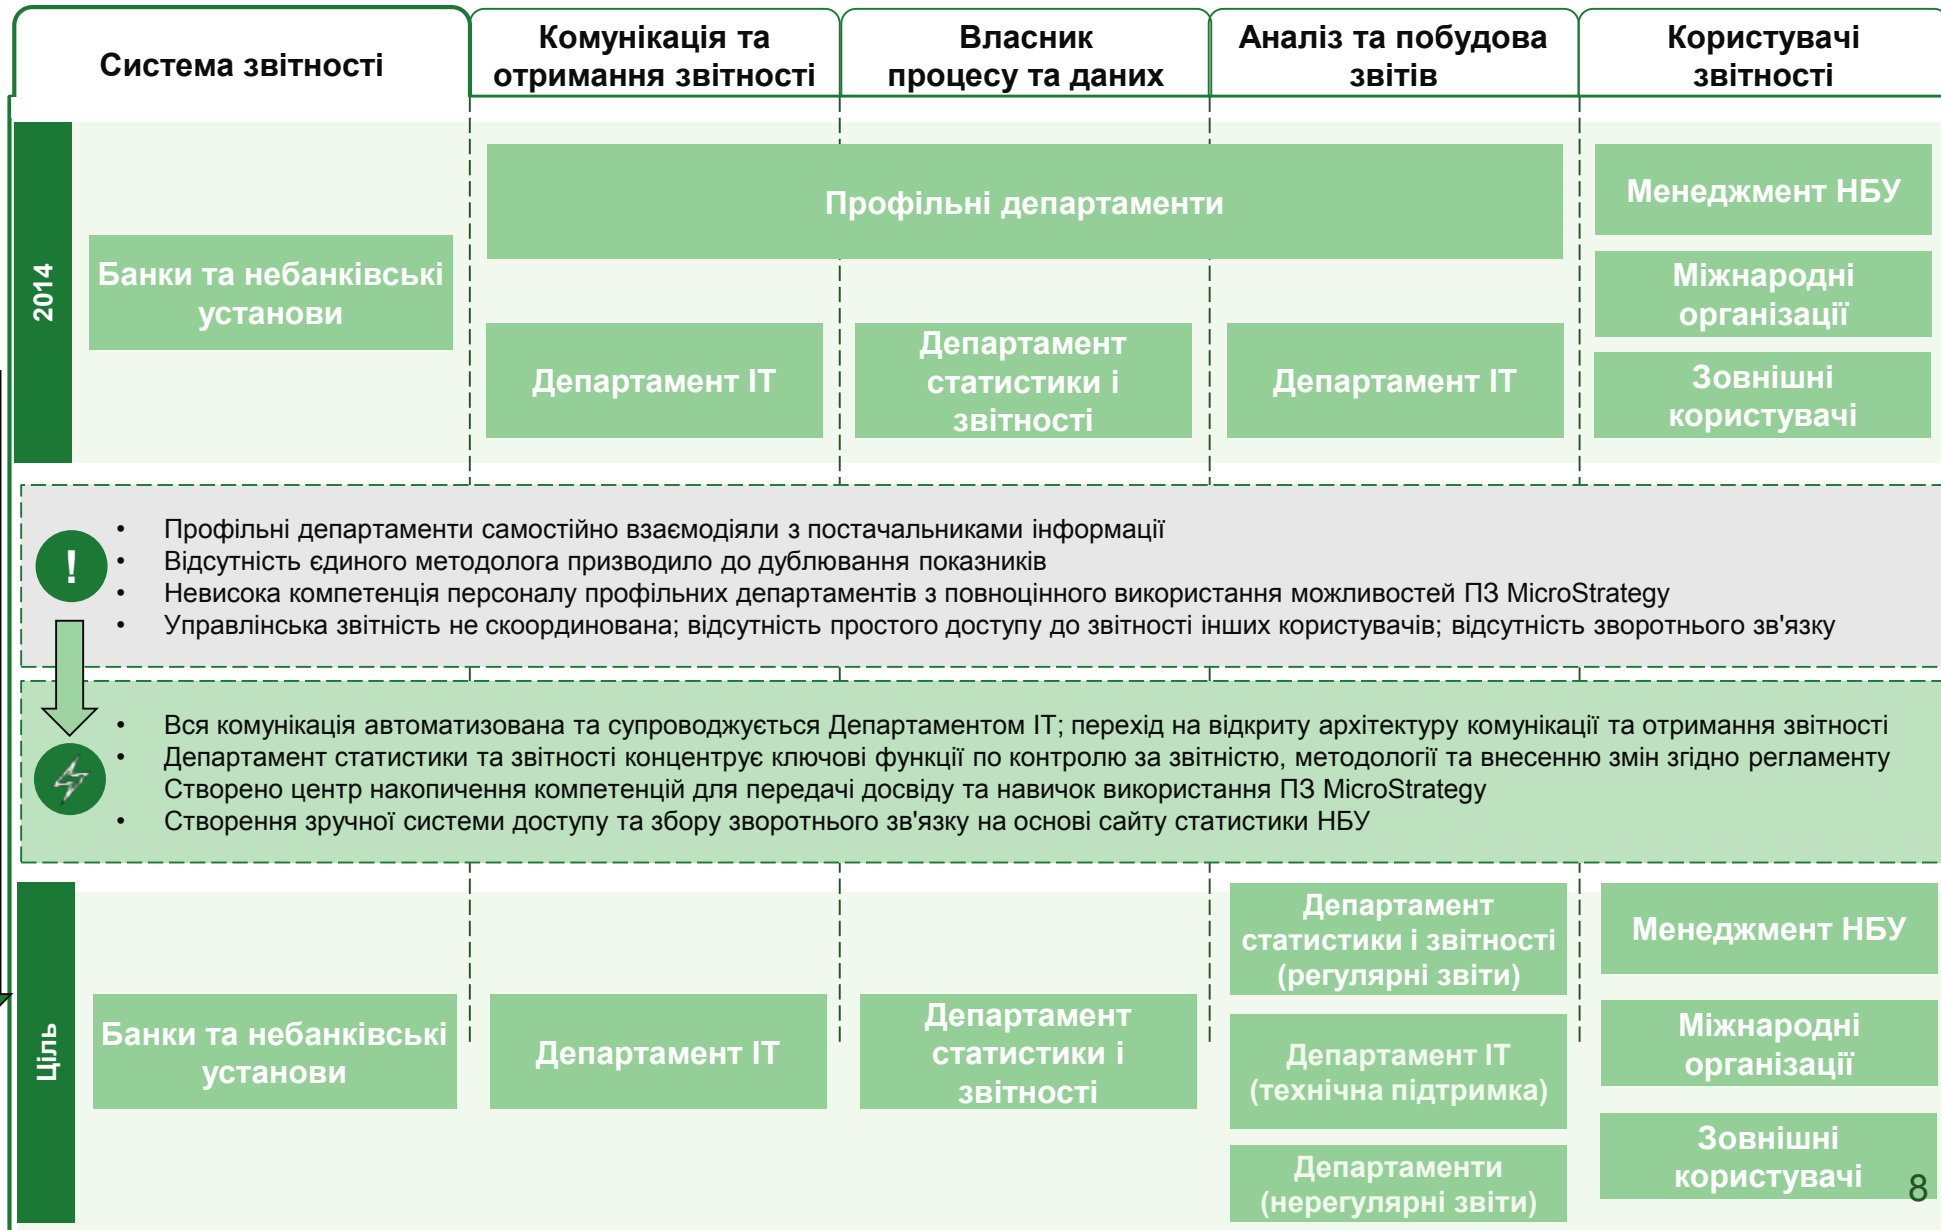 Система звітності
Комунікація та
отримання звітності
Власник
процесу та даних
Аналіз та побудова
звітів
Користувачі
звітності
2014
Банки та небанківські
установи
Профільні департаменти
Департамент ІТ
Департамент
статистики і
звітності
Департамент ІТ
Менеджмент НБУ
Міжнародні
організації
Зовнішні
користувачі
!
• Профільні департаменти самостійно взаємодіяли з постачальниками інформації
• Відсутність єдиного методолога призводило до дублювання показників
• Невисока компетенція персоналу профільних департаментів з повноцінного використання можливостей ПЗ MicroStrategy
• Управлінська звітність не скоординована; відсутність простого доступу до звітності інших користувачів; відсутність зворотнього зв'язку
• Вся комунікація автоматизована та супроводжується Департаментом ІТ; перехід на відкриту архітектуру комунікації та отримання звітності
• Департамент статистики та звітності концентрує ключові функції по контролю за звітністю, методології та внесенню змін згідно регламенту
Створено центр накопичення компетенцій для передачі досвіду та навичок використання ПЗ MicroStrategy
• Створення зручної системи доступу та збору зворотнього зв'язку на основі сайту статистики НБУ
Ціль
Банки та небанківські
установи
Департамент ІТ
Департамент
статистики і
звітності
Департамент
статистики і звітності
(регулярні звіти)
Департамент ІТ
(технічна підтримка)
Департаменти
(нерегулярні звіти)
Менеджмент НБУ
Міжнародні
організації
Зовнішні
користувачі
8